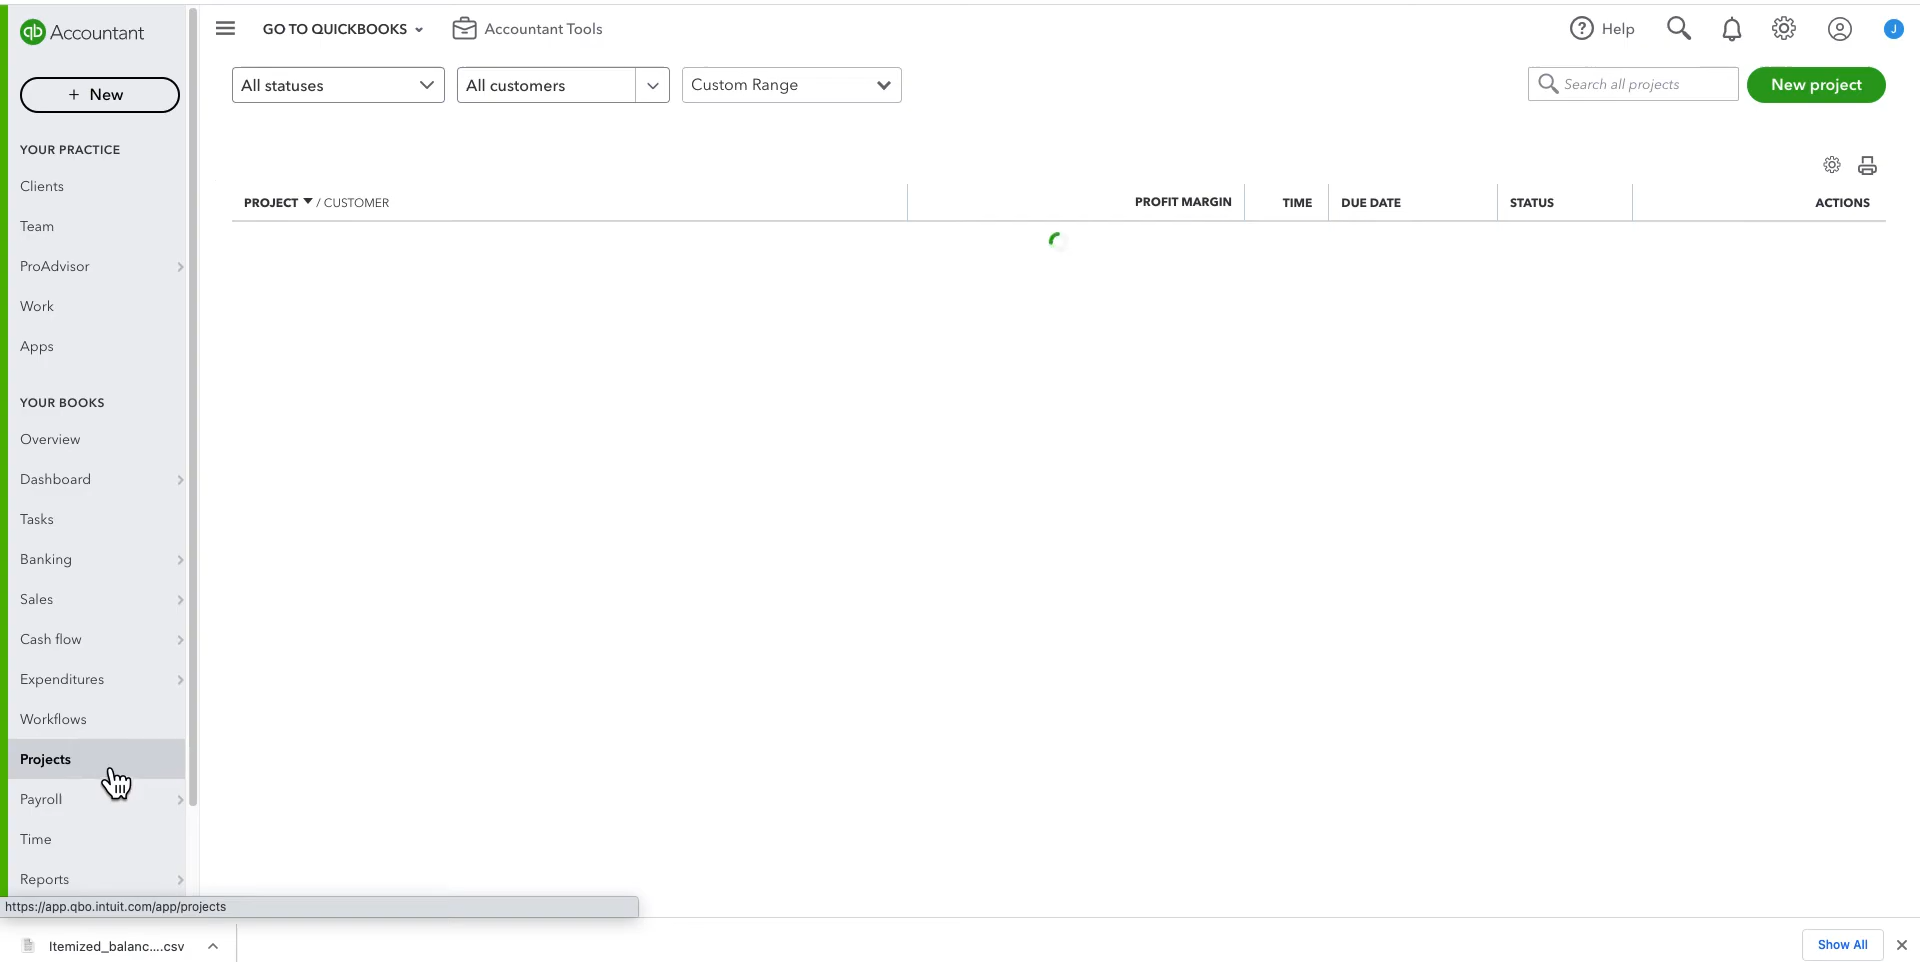 qb Accountant
GO TO QUICKBOOKS
Accountant Tools
Help
J
+ New
All statuses
All customers
Custom Range
Search all projects
New project
YOUR PRACTICE
Clients
Team
ProAdvisor
Work
Apps
YOUR BOOKS
Overview
Dashboard
Tasks
Banking
Sales
Cash flow
Expenditures
Workflows
Projects
Payroll
Time
Reports
PROJECT / CUSTOMER
PROFIT MARGIN
TIME
DUE DATE
STATUS
ACTIONS
https://app.qbo.intuit.com/app/projects
Itemized_balanc....csv
Show All